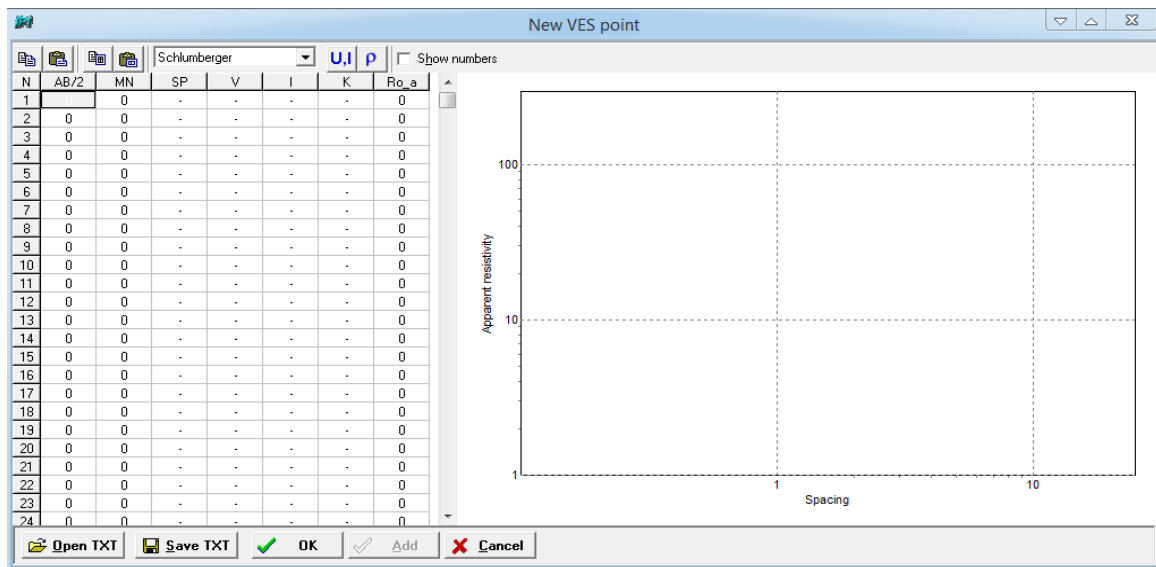 New VES point
Schlumberger U,I ρ Show numbers
N AB/2 MN SP V I K Ro_a
1 0 0 - - - - 0
2 0 0 - - - - 0
3 0 0 - - - - 0
4 0 0 - - - - 0
5 0 0 - - - - 0
6 0 0 - - - - 0
7 0 0 - - - - 0
8 0 0 - - - - 0
9 0 0 - - - - 0
10 0 0 - - - - 0
11 0 0 - - - - 0
12 0 0 - - - - 0
13 0 0 - - - - 0
14 0 0 - - - - 0
15 0 0 - - - - 0
16 0 0 - - - - 0
17 0 0 - - - - 0
18 0 0 - - - - 0
19 0 0 - - - - 0
20 0 0 - - - - 0
21 0 0 - - - - 0
22 0 0 - - - - 0
23 0 0 - - - - 0
24 0 0 - - - - 0
Apparent resistivity
100
10
1
1 10
Spacing
Open TXT Save TXT OK Add Cancel